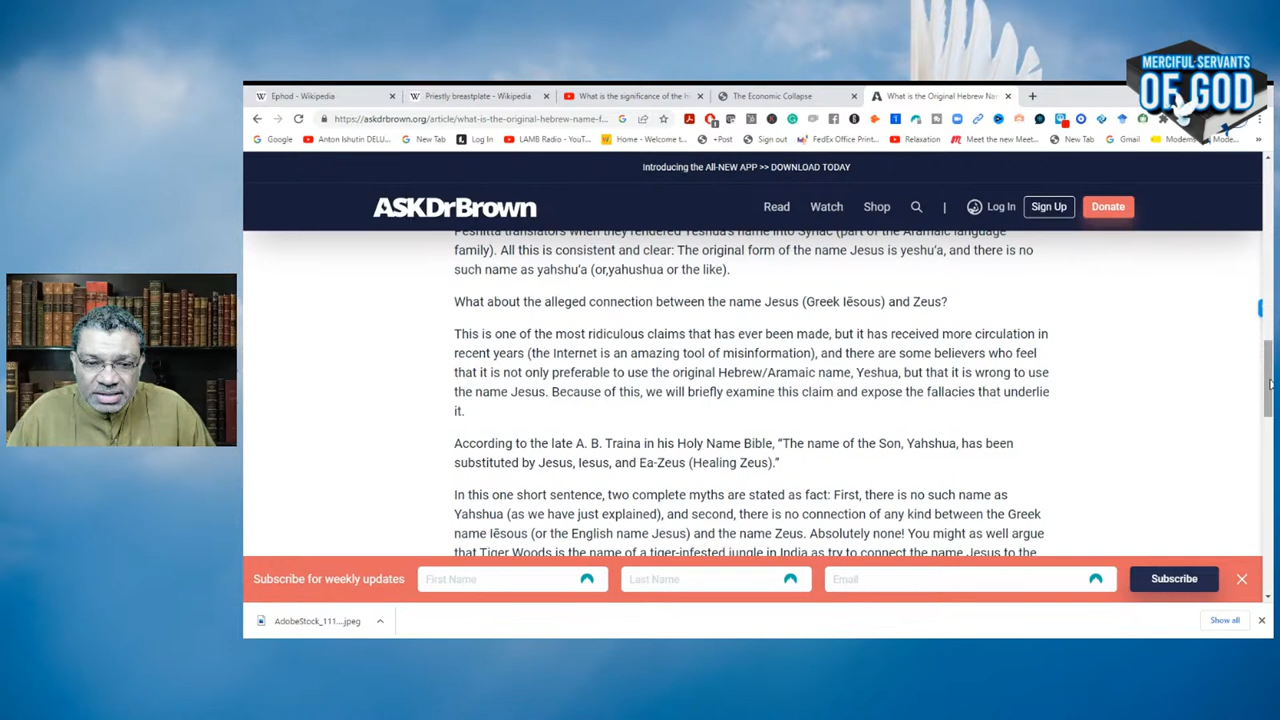 MERCIFUL-SERVANTS
OF GOD
Ephod - Wikipedia
Priestly breastplate - Wikipedia
What is the significance of the h
The Economic Collapse
What is the Original Hebrew Na
https://askdrbrown.org/article/what-is-the-original-hebrew-name-f...
Google
Anton Ishutin DELU...
New Tab
Log In
LAMB Radio - YouT...
Home - Welcome t...
+Post
Sign out
FedEx Office Print...
Relaxation
Meet the new Meet...
New Tab
Gmail
Introducing the All-NEW APP >> DOWNLOAD TODAY
ASKDrBrown
Read
Watch
Shop
Log In
Sign Up
Donate
Peshitta translators when they rendered Yeshua's name into Syriac (part of the Aramaic language
family). All this is consistent and clear: The original form of the name Jesus is yeshu'a, and there is no
such name as yahshu'a (or,yahushua or the like).
What about the alleged connection between the name Jesus (Greek Iēsous) and Zeus?
This is one of the most ridiculous claims that has ever been made, but it has received more circulation in
recent years (the Internet is an amazing tool of misinformation), and there are some believers who feel
that it is not only preferable to use the original Hebrew/Aramaic name, Yeshua, but that it is wrong to use
the name Jesus. Because of this, we will briefly examine this claim and expose the fallacies that underlie
it.
According to the late A. B. Traina in his Holy Name Bible, “The name of the Son, Yahshua, has been
substituted by Jesus, Iesus, and Ea-Zeus (Healing Zeus).”
In this one short sentence, two complete myths are stated as fact: First, there is no such name as
Yahshua (as we have just explained), and second, there is no connection of any kind between the Greek
name Iēsous (or the English name Jesus) and the name Zeus. Absolutely none! You might as well argue
that Tiger Woods is the name of a tiger-infested jungle in India as try to connect the name Jesus to the
Subscribe for weekly updates
First Name
Last Name
Email
Subscribe
AdobeStock_111....jpeg
Show all